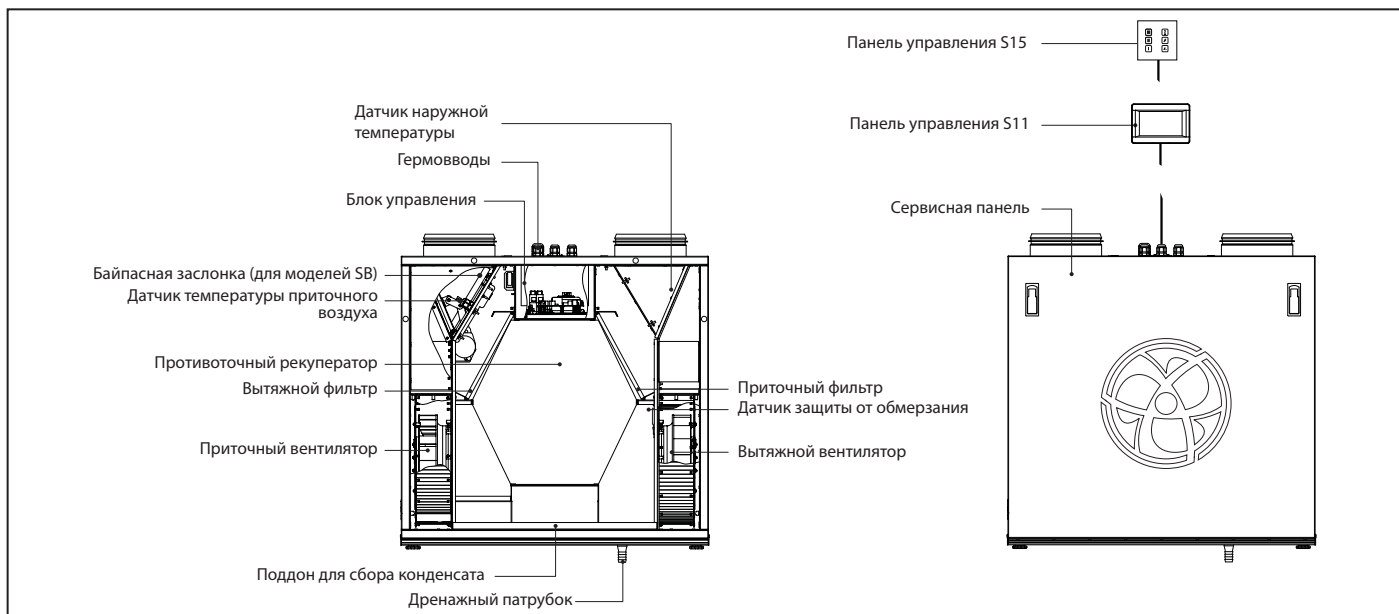 Панель управления S15
Панель управления S11
Сервисная панель
Датчик наружной
температуры
Гермовводы
Блок управления
Байпасная заслонка (для моделей SB)
Датчик температуры приточного
воздуха
Противоточный рекуператор
Вытяжной фильтр
Приточный вентилятор
Приточный фильтр
Датчик защиты от обмерзания
Вытяжной вентилятор
Поддон для сбора конденсата
Дренажный патрубок